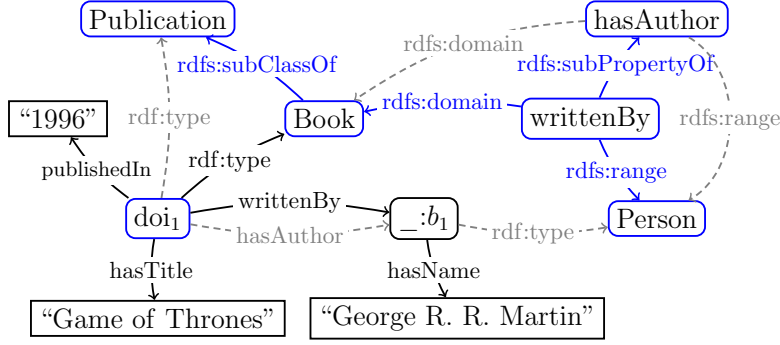 Publication
hasAuthor
rdfs:domain
rdfs:subClassOf
rdfs:subPropertyOf
rdfs:domain
“1996”
rdf:type
Book
writtenBy
rdfs:range
publishedIn
rdf:type
rdfs:range
writtenBy
doi₁
_:b₁
Person
hasAuthor
rdf:type
hasTitle
hasName
“Game of Thrones”
“George R. R. Martin”